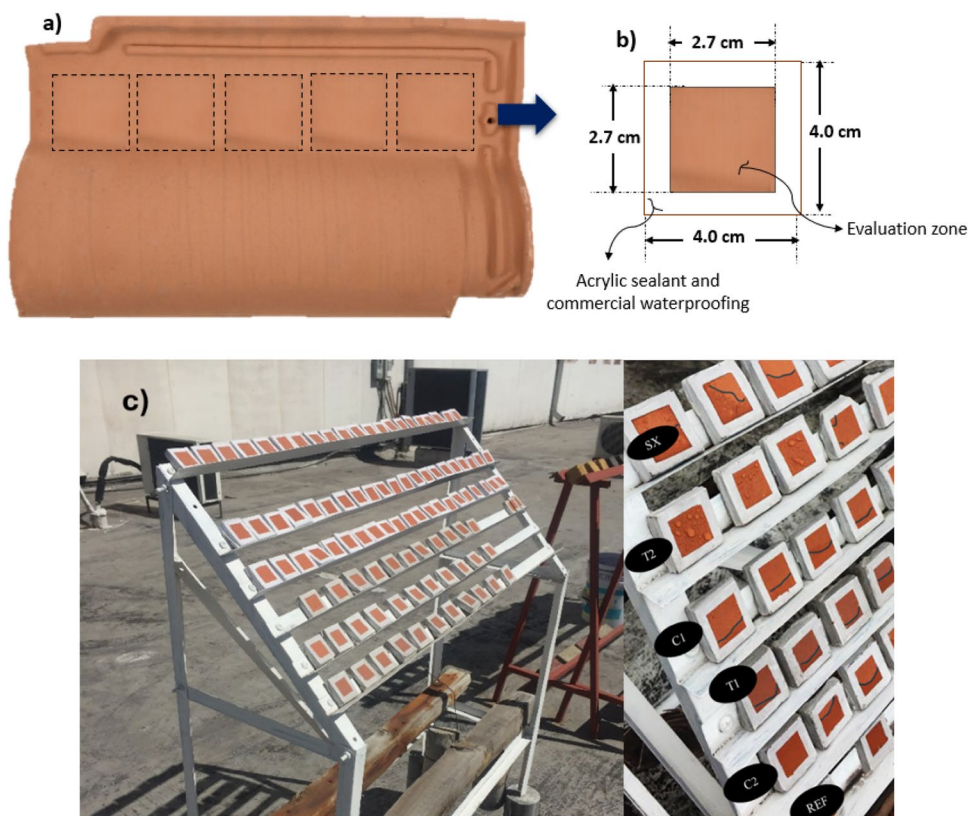 a)
b)
2.7 cm
2.7 cm
4.0 cm
4.0 cm
Evaluation zone
Acrylic sealant and
commercial waterproofing
c)
SX
T2
C1
T1
C2
REF